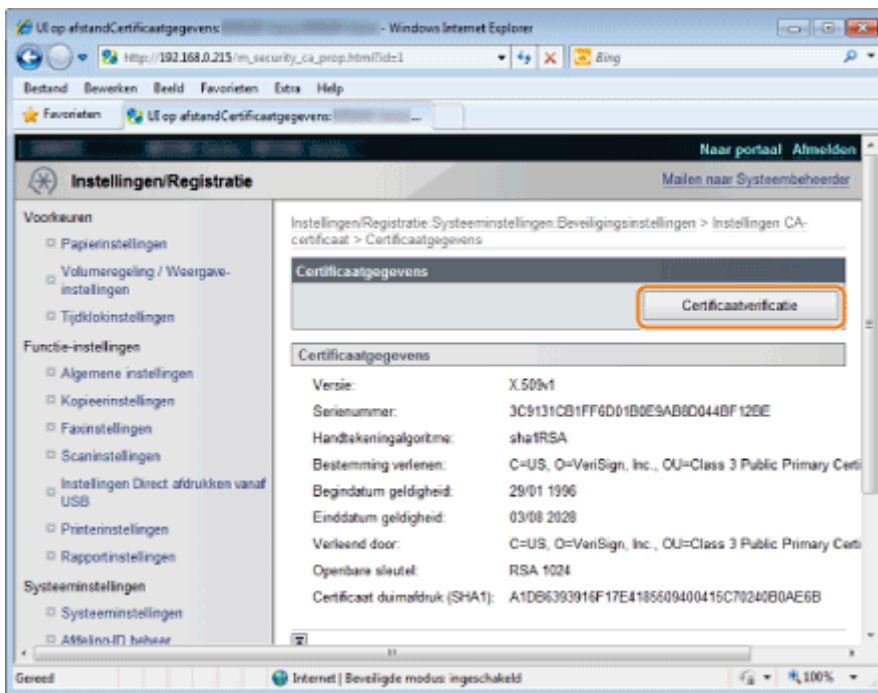 UI op afstandCertificaatgegevens: - Windows Internet Explorer
http://192.168.0.215/m_security_ca_prop.html?id=1
Bing
Bestand Bewerken Beeld Favorieten Extra Help
Favorieten UI op afstandCertificaatgegevens: ...
Naar portaal Afmelden
Instellingen/Registratie
Mailen naar Systeembeheerder
Voorkeuren
Papierinstellingen
Volumeregeling / Weergave-
instellingen
Tijdklokinstellingen
Functie-instellingen
Algemene instellingen
Kopieerinstellingen
Faxinstellingen
Scaninstellingen
Instellingen Direct afdrukken vanaf
USB
Printerinstellingen
Rapportinstellingen
Systeeminstellingen
Systeeminstellingen
Afdeling-ID beheer
Instellingen/Registratie:Systeeminstellingen:Beveiligingsinstellingen > Instellingen CA-
certificaat > Certificaatgegevens
Certificaatgegevens
Certificaatverificatie
Certificaatgegevens
Versie: X.509v1
Serienummer: 3C9131CB1FF6D01B0E9AB8D044BF12BE
Handtekeningalgoritme: sha1RSA
Bestemming verlenen: C=US, O=VeriSign, Inc., OU=Class 3 Public Primary Certi
Begindatum geldigheid: 29/01 1996
Einddatum geldigheid: 03/08 2028
Verleend door: C=US, O=VeriSign, Inc., OU=Class 3 Public Primary Certi
Openbare sleutel: RSA 1024
Certificaat duimafdruk (SHA1): A1DB6393916F17E4185509400415C70240B0AE6B
Gereed Internet | Beveiligde modus: ingeschakeld 100%